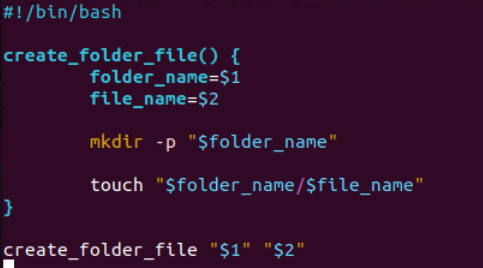 #!/bin/bash

create_folder_file() {
        folder_name=$1
        file_name=$2

        mkdir -p "$folder_name"

        touch "$folder_name/$file_name"
}

create_folder_file "$1" "$2"